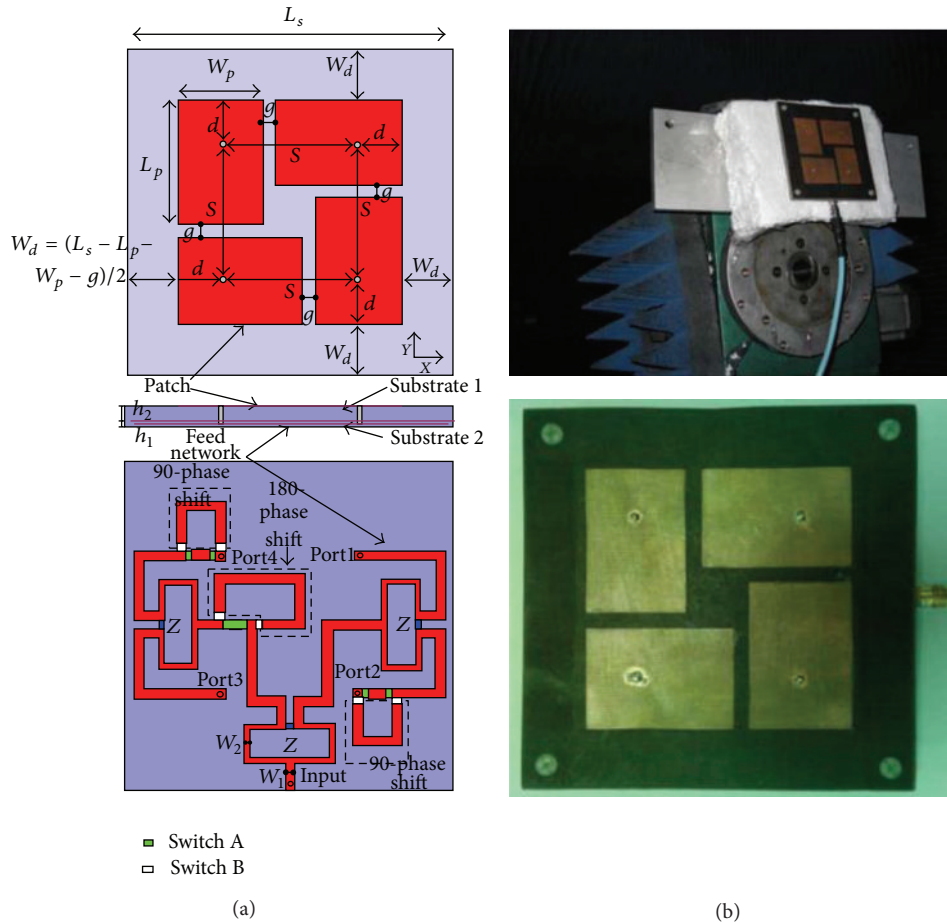 L_s
W_p
W_d
g
d
d
S
L_p
S
S
g
g
W_d = (L_s − L_p−
W_p − g)/2
d
S
g
d
W_d
W_d
Y
X
Patch
Substrate 1
h_2
h_1
Feed
network
Substrate 2
90-phase
shift
180-
phase
shift
Port4
Port1
Z
Z
Port3
Port2
W_2
Z
W_1
Input
90-phase
shift
Switch A
Switch B
(a)
(b)